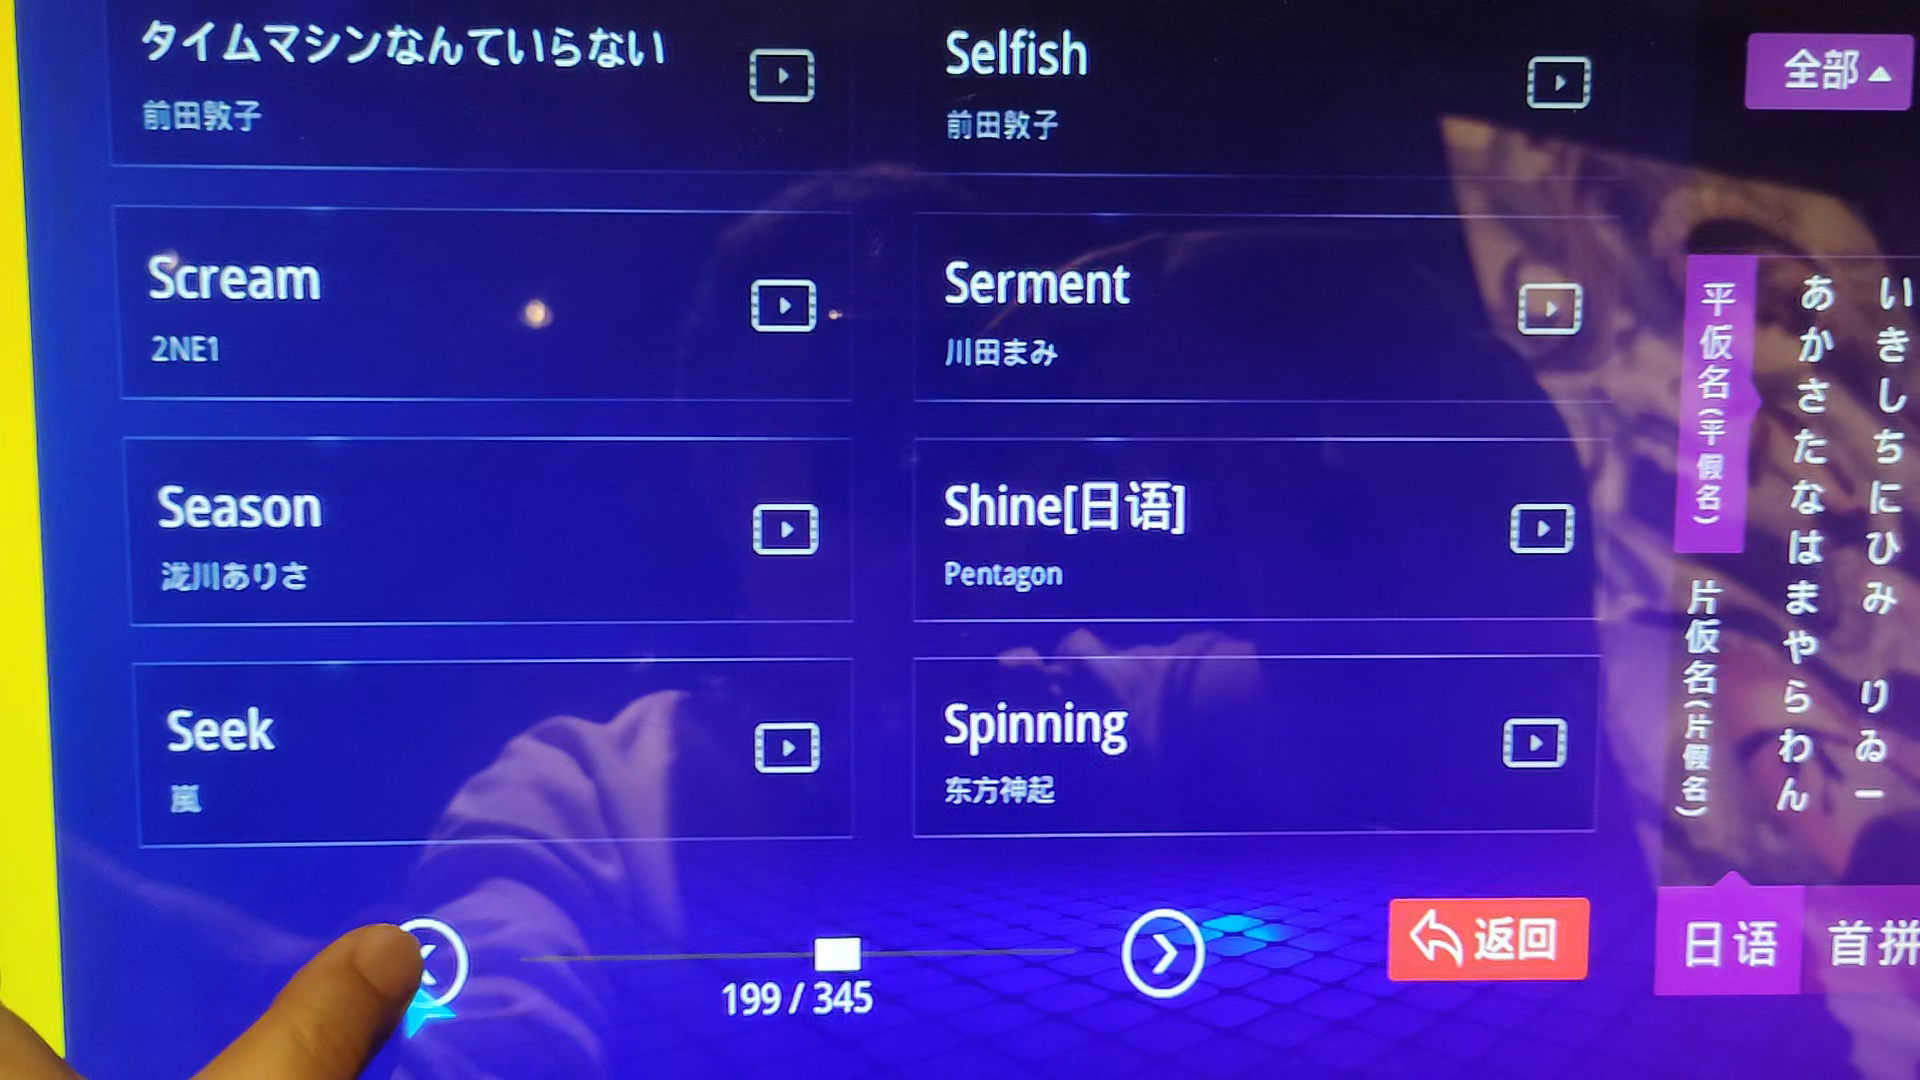 タイムマシンなんていらない
前田敦子
Selfish
前田敦子
全部
Scream
2NE1
Serment
川田まみ
Season
泷川ありさ
Shine[日语]
Pentagon
Seek
嵐
Spinning
东方神起
199 / 345
返回
平仮名(平假名)
片仮名(片假名)
あかさたなはまやらわん
いきしちにひみ りゐー
日语
首拼